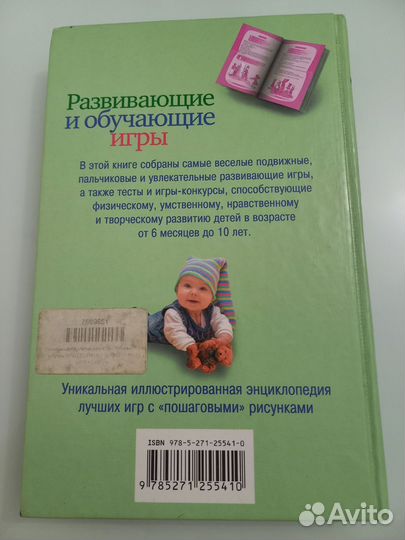 Развивающие
и обучающие
игры
В этой книге собраны самые веселые подвижные,
пальчиковые и увлекательные развивающие игры,
а также тесты и игры-конкурсы, способствующие
физическому, умственному, нравственному
и творческому развитию детей в возрасте
от 6 месяцев до 10 лет.
Уникальная иллюстрированная энциклопедия
лучших игр с «пошаговыми» рисунками
ISBN 978-5-271-25541-0
9 785271 255410
Avito